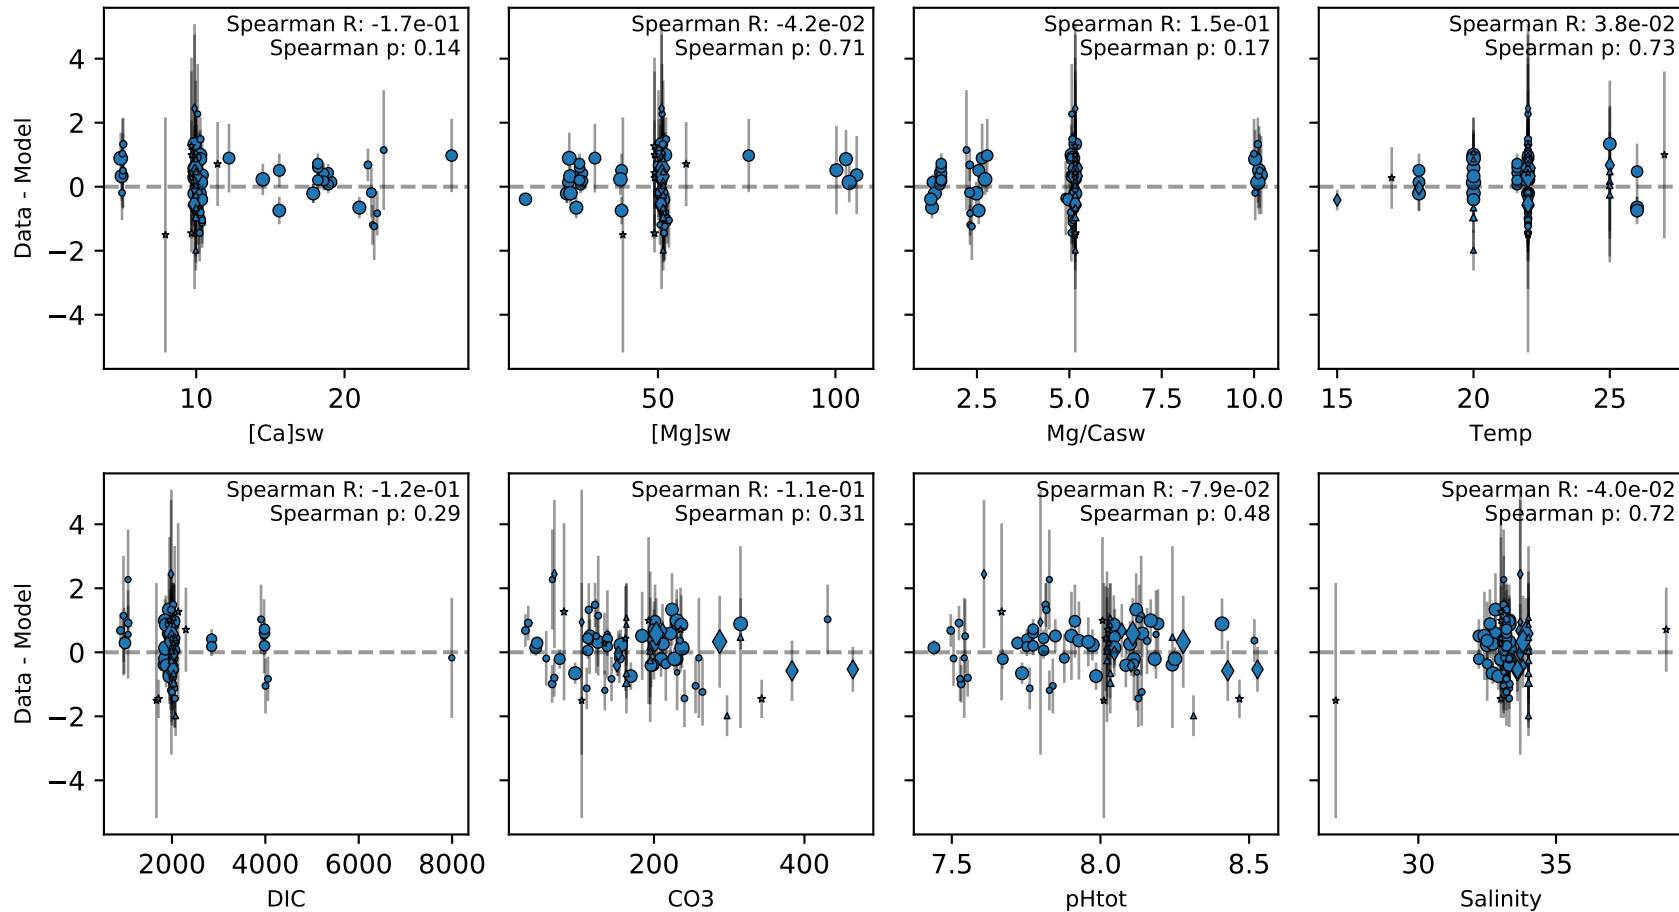 Spearman R: -1.7e-01
Spearman p: 0.14
Spearman R: -4.2e-02
Spearman p: 0.71
Spearman R: 1.5e-01
Spearman p: 0.17
Spearman R: 3.8e-02
Spearman p: 0.73
Data - Model
4
2
0
−2
−4
10 20
50 100
2.5 5.0 7.5 10.0
15 20 25
[Ca]sw
[Mg]sw
Mg/Casw
Temp
Spearman R: -1.2e-01
Spearman p: 0.29
Spearman R: -1.1e-01
Spearman p: 0.31
Spearman R: -7.9e-02
Spearman p: 0.48
Spearman R: -4.0e-02
Spearman p: 0.72
Data - Model
4
2
0
−2
−4
2000 4000 6000 8000
200 400
7.5 8.0 8.5
30 35
DIC
CO3
pHtot
Salinity